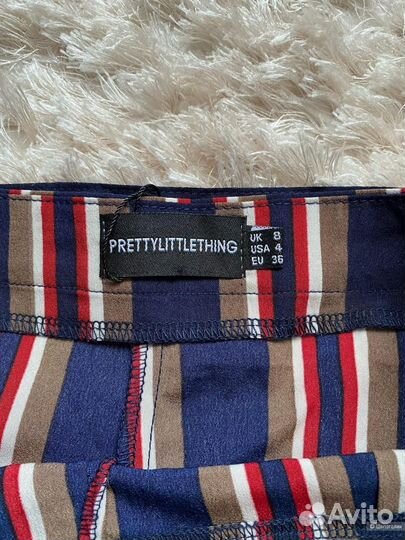 PRETTYLITTLETHING
UK 8
USA 4
EU 36
Avito